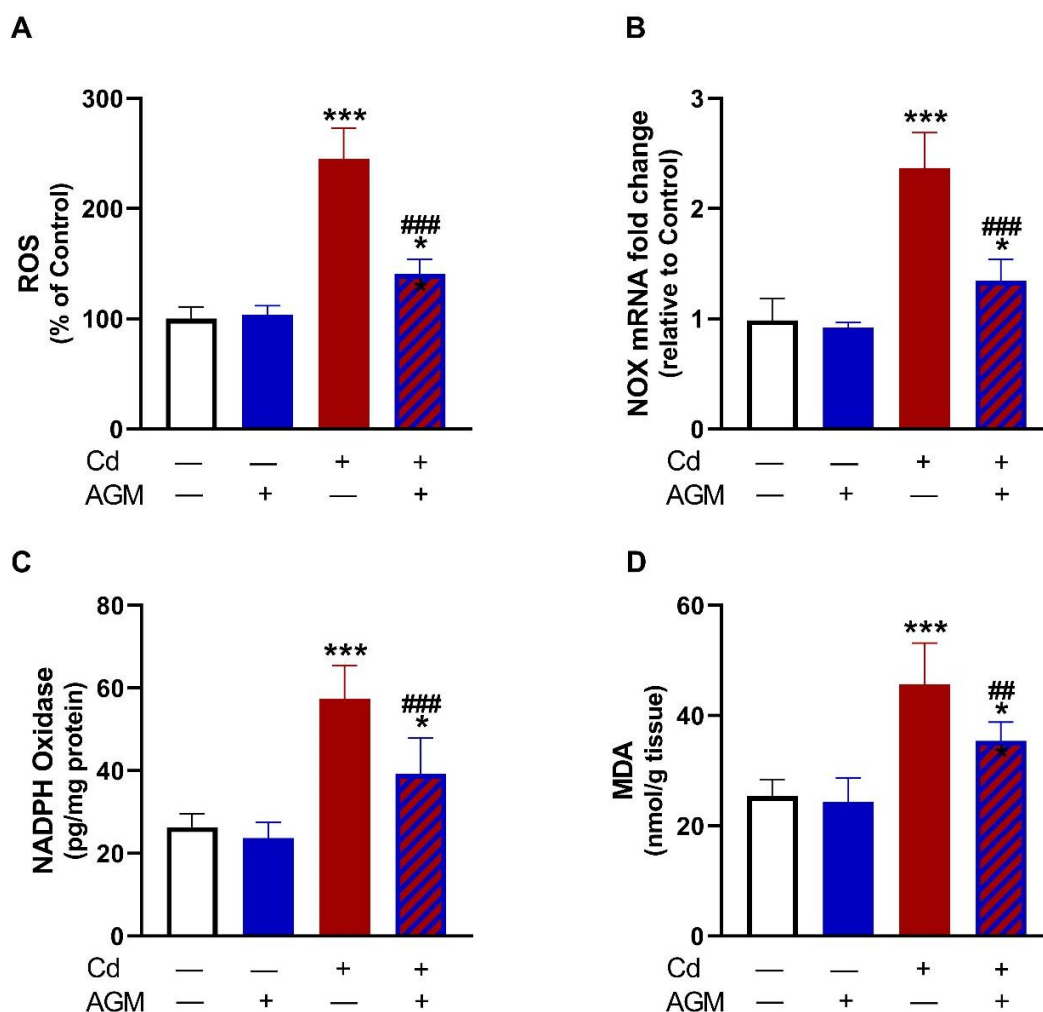 A
ROS
(% of Control)
300
200
100
0
***
###
*
*
Cd — — + +
AGM — + — +
B
NOX mRNA fold change
(relative to Control)
3
2
1
0
***
###
*
Cd — — + +
AGM — + — +
C
NADPH Oxidase
(pg/mg protein)
80
60
40
20
0
***
###
*
Cd — — + +
AGM — + — +
D
MDA
(nmol/g tissue)
60
40
20
0
***
##
*
*
Cd — — + +
AGM — + — +